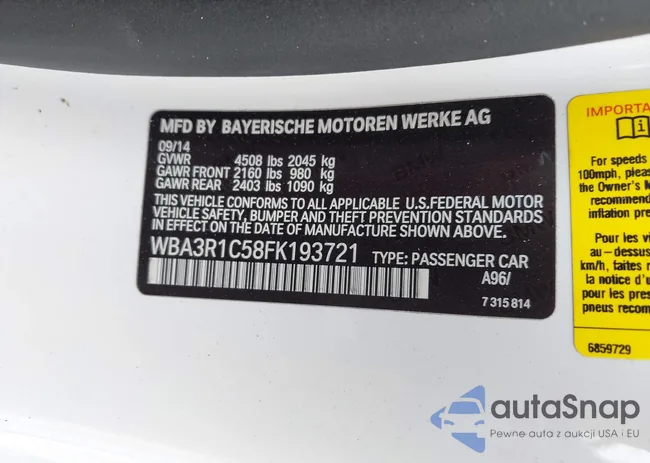 MFD BY BAYERISCHE MOTOREN WERKE AG
09/14
GVWR 4508 lbs 2045 kg
GAWR FRONT 2160 lbs 980 kg
GAWR REAR 2403 lbs 1090 kg
THIS VEHICLE CONFORMS TO ALL APPLICABLE U.S.FEDERAL MOTOR
VEHICLE SAFETY, BUMPER AND THEFT PREVENTION STANDARDS IN
EFFECT ON THE DATE OF MANUFACTURE SHOWN ABOVE.
WBA3R1C58FK193721 TYPE: PASSENGER CAR
A96/
7 315 814
IMPORTA
For speeds
100mph,
the Owner's M
recommend
inflation pre
Pour les vi
au-dessus
km/h, faites
la notice d'u
pour les pres
pneus recom
6859729
autoSnap
Pewne auta z aukcji USA i EU